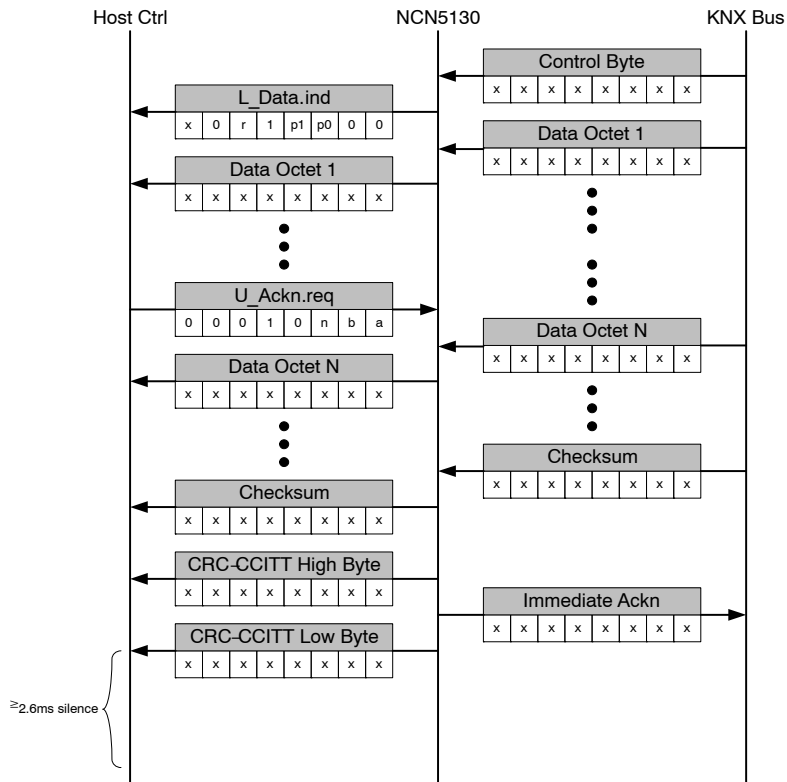 Host Ctrl NCN5130 KNX Bus
Control Byte
x x x x x x x x
L_Data.ind
x 0 r 1 p1 p0 0 0
Data Octet 1
x x x x x x x x
Data Octet 1
x x x x x x x x
U_Ackn.req
0 0 0 1 0 n b a
Data Octet N
x x x x x x x x
Data Octet N
x x x x x x x x
Checksum
x x x x x x x x
Checksum
x x x x x x x x
CRC-CCITT High Byte
x x x x x x x x
Immediate Ackn
x x x x x x x x
CRC-CCITT Low Byte
x x x x x x x x
≥2.6ms silence